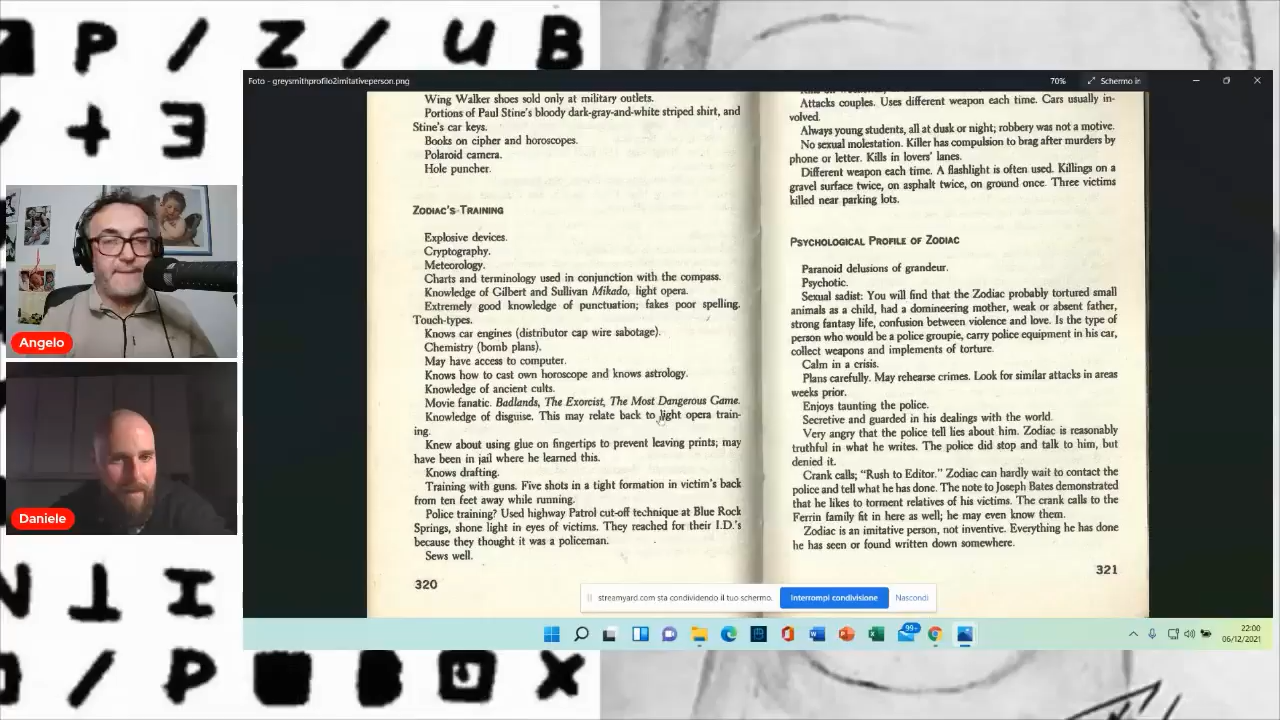 Foto - greysmithprofilo2imitativeperson.png
70%
Schermo in
Wing Walker shoes sold only at military outlets.
Portions of Paul Stine's bloody dark-gray-and-white striped shirt, and
Stine's car keys.
Books on cipher and horoscopes.
Polaroid camera.
Hole puncher.
ZODIAC'S TRAINING
Explosive devices.
Cryptography.
Meteorology.
Charts and terminology used in conjunction with the compass.
Knowledge of Gilbert and Sullivan Mikado, light opera.
Extremely good knowledge of punctuation; fakes poor spelling.
Touch-types.
Knows car engines (distributor cap wire sabotage).
Chemistry (bomb plans).
May have access to computer.
Knows how to cast own horoscope and knows astrology.
Knowledge of ancient cults.
Movie fanatic. Badlands, The Exorcist, The Most Dangerous Game.
Knowledge of disguise. This may relate back to light opera train-
ing.
Knew about using glue on fingertips to prevent leaving prints; may
have been in jail where he learned this.
Knows drafting.
Training with guns. Five shots in a tight formation in victim's back
from ten feet away while running.
Police training? Used highway Patrol cut-off technique at Blue Rock
Springs, shone light in eyes of victims. They reached for their I.D.'s
because they thought it was a policeman.
Sews well.
320
Attacks couples. Uses different weapon each time. Cars usually in-
volved.
Always young students, all at dusk or night; robbery was not a motive.
No sexual molestation. Killer has compulsion to brag after murders by
phone or letter. Kills in lovers' lanes.
Different weapon each time. A flashlight is often used. Killings on a
gravel surface twice, on asphalt twice, on ground once. Three victims
killed near parking lots.
PSYCHOLOGICAL PROFILE OF ZODIAC
Paranoid delusions of grandeur.
Psychotic.
Sexual sadist: You will find that the Zodiac probably tortured small
animals as a child, had a domineering mother, weak or absent father,
strong fantasy life, confusion between violence and love. Is the type of
person who would be a police groupie, carry police equipment in his car,
collect weapons and implements of torture.
Calm in a crisis.
Plans carefully. May rehearse crimes. Look for similar attacks in areas
weeks prior.
Enjoys taunting the police.
Secretive and guarded in his dealings with the world.
Very angry that the police tell lies about him. Zodiac is reasonably
truthful in what he writes. The police did stop and talk to him, but
denied it.
Crank calls; "Rush to Editor." Zodiac can hardly wait to contact the
police and tell what he has done. The note to Joseph Bates demonstrated
that he likes to torment relatives of his victims. The crank calls to the
Ferrin family fit in here as well; he may even know them.
Zodiac is an imitative person, not inventive. Everything he has done
he has seen or found written down somewhere.
321
Angelo
Daniele
streamyard.com sta condividendo il tuo schermo.
Interrompi condivisione
Nascondi
99+
22:00
06/12/2021